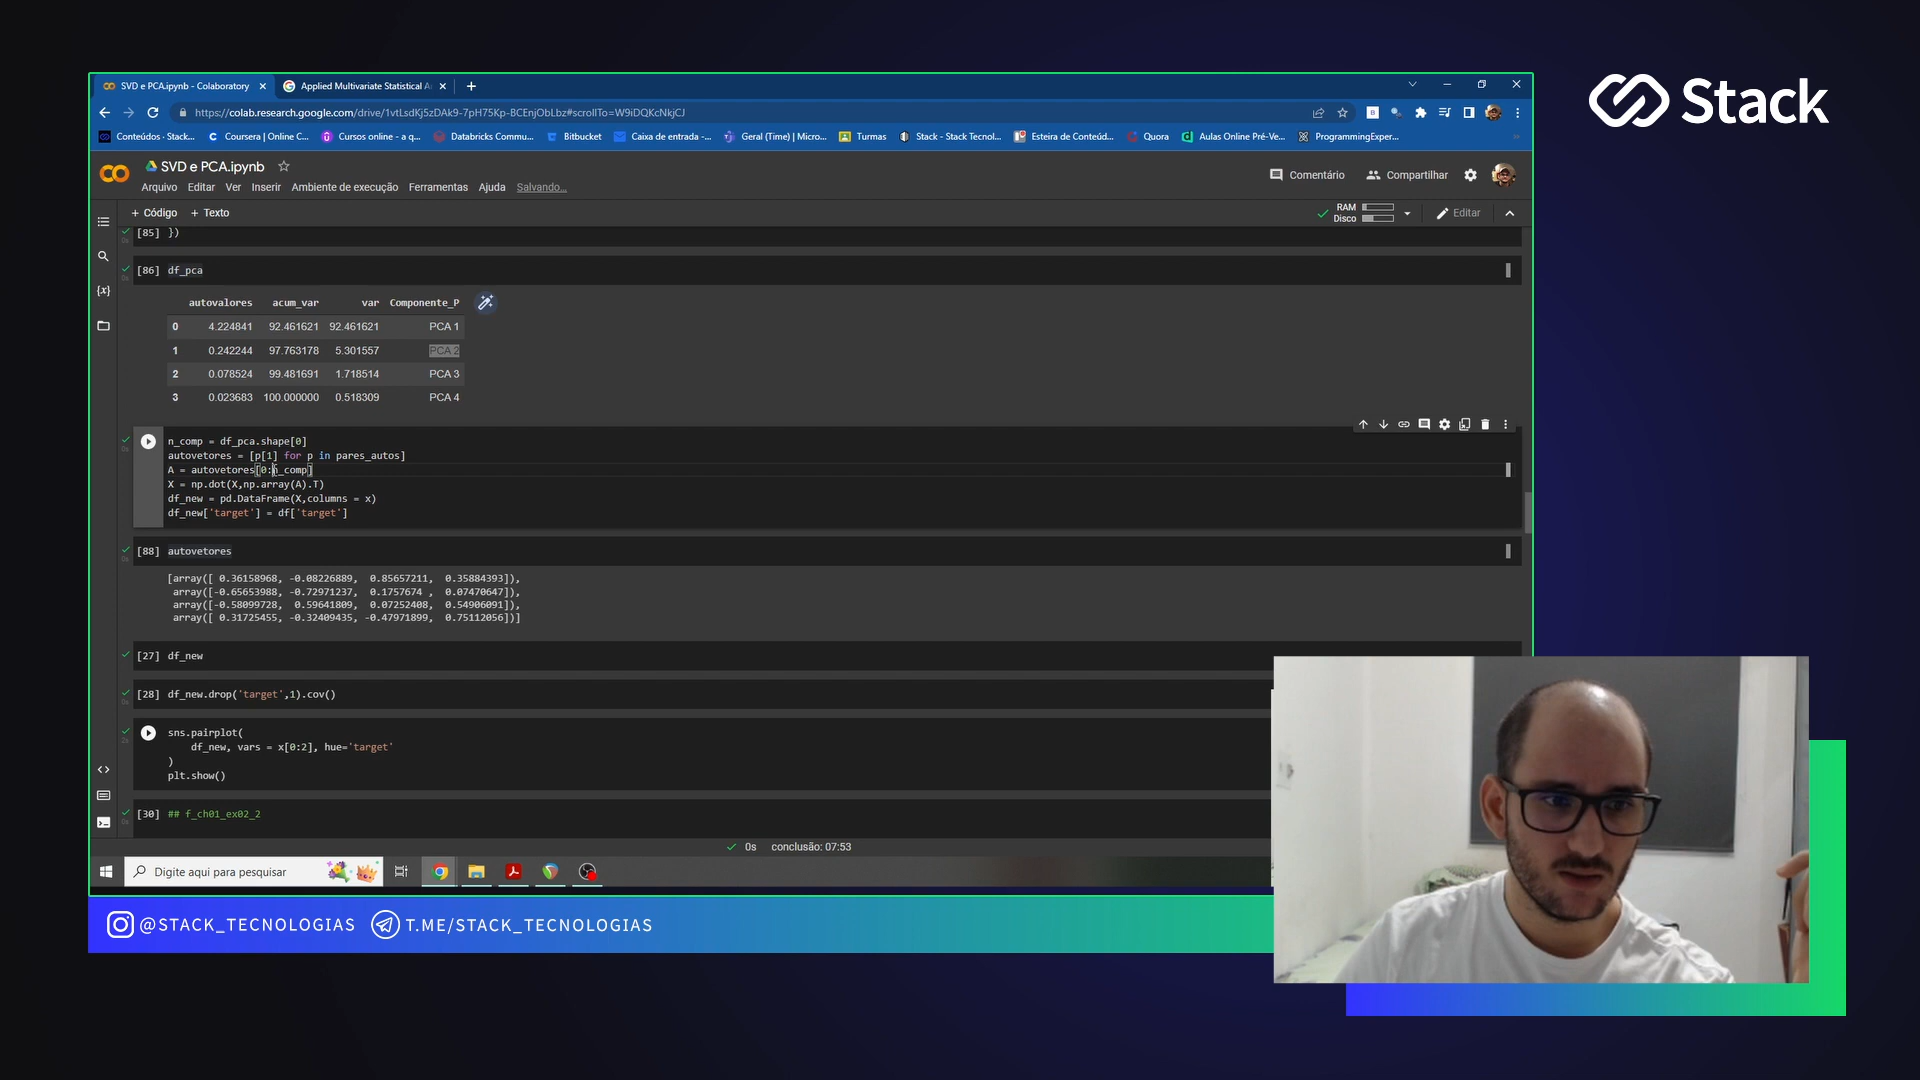 Stack
SVD e PCA.ipynb - Colaboratory
Applied Multivariate Statistical A
https://colab.research.google.com/drive/1vtLsdKj5zDAk9-7pH75Kp-BCEnjObLbz#scrollTo=W9iDQKcNkjCJ
Conteúdos · Stack...
Coursera | Online C...
Cursos online - a q...
Databricks Commu...
Bitbucket
Caixa de entrada -...
Geral (Time) | Micro...
Turmas
Stack - Stack Tecnol...
Esteira de Conteúd...
Quora
Aulas Online Pré-Ve...
ProgrammingExper...
SVD e PCA.ipynb
Comentário
Compartilhar
Arquivo Editar Ver Inserir Ambiente de execução Ferramentas Ajuda Salvando...
+ Código + Texto
RAM
Disco
Editar
[85] })
[86] df_pca
autovalores acum_var var Componente_P
0 4.224841 92.461621 92.461621 PCA 1
1 0.242244 97.763178 5.301557 PCA 2
2 0.078524 99.481691 1.718514 PCA 3
3 0.023683 100.000000 0.518309 PCA 4
n_comp = df_pca.shape[0]
autovetores = [p[1] for p in pares_autos]
A = autovetores[0:n_comp]
X = np.dot(X,np.array(A).T)
df_new = pd.DataFrame(X,columns = x)
df_new['target'] = df['target']
[88] autovetores
[array([ 0.36158968, -0.08226889, 0.85657211, 0.35884393]),
array([-0.65653988, -0.72971237, 0.1757674 , 0.07470647]),
array([-0.58099728, 0.59641809, 0.07252408, 0.54906091]),
array([ 0.31725455, -0.32409435, -0.47971899, 0.75112056])]
[27] df_new
[28] df_new.drop('target',1).cov()
sns.pairplot(
df_new, vars = x[0:2], hue='target'
)
plt.show()
[30] ## f_ch01_ex02_2
0s conclusão: 07:53
Digite aqui para pesquisar
@STACK_TECNOLOGIAS
T.ME/STACK_TECNOLOGIAS